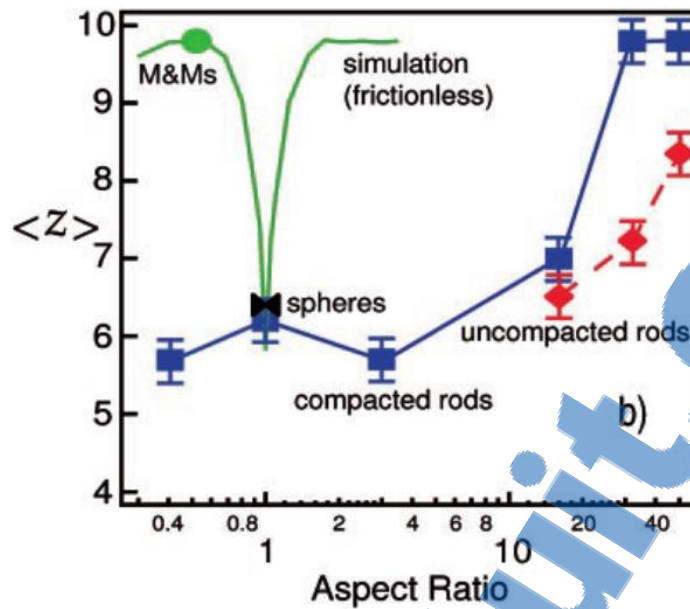 10
9
8
7
6
5
4
<z>
M&Ms
simulation
(frictionless)
spheres
uncompacted rods
compacted rods
b)
0.4 0.8 2 4 6 8 20 40
1 10
Aspect Ratio